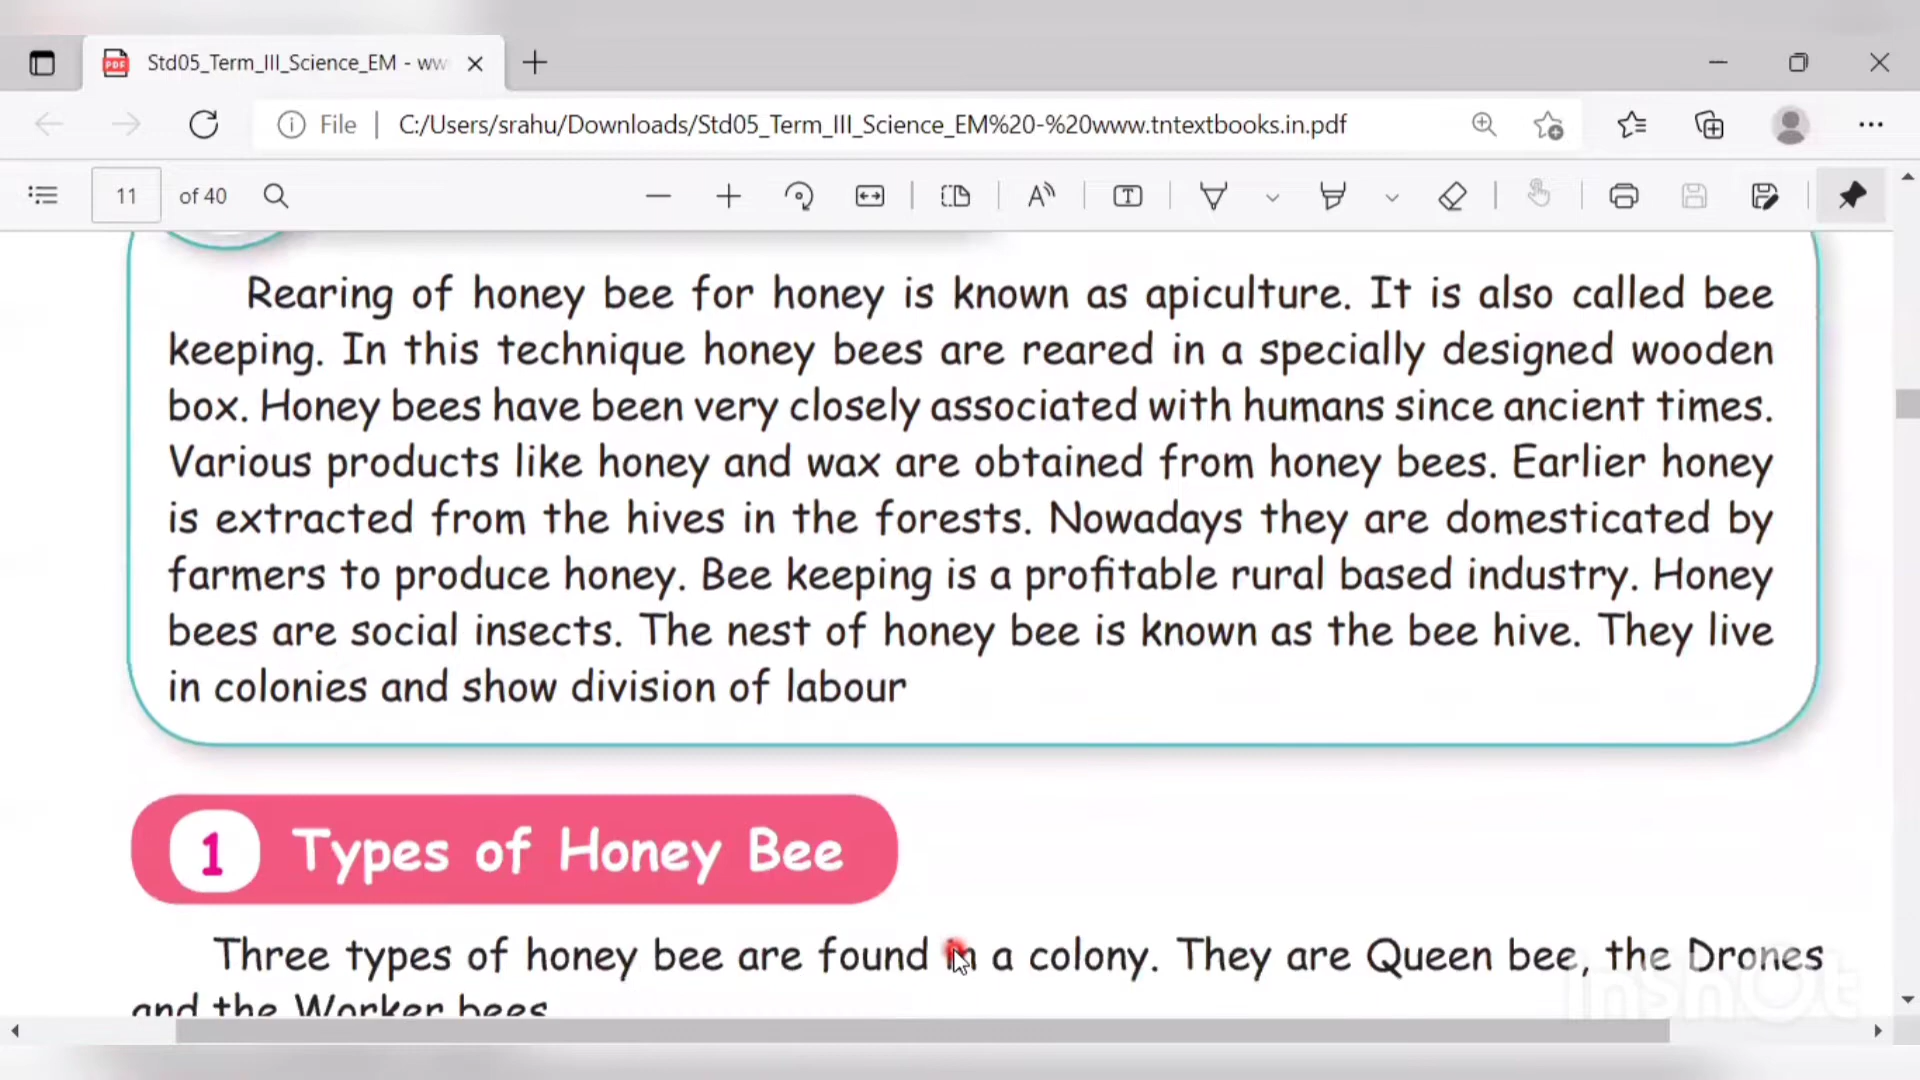 Std05_Term_III_Science_EM - ww
File
C:/Users/srahu/Downloads/Std05_Term_III_Science_EM%20-%20www.tntextbooks.in.pdf
11 of 40
Rearing of honey bee for honey is known as apiculture. It is also called bee
keeping. In this technique honey bees are reared in a specially designed wooden
box. Honey bees have been very closely associated with humans since ancient times.
Various products like honey and wax are obtained from honey bees. Earlier honey
is extracted from the hives in the forests. Nowadays they are domesticated by
farmers to produce honey. Bee keeping is a profitable rural based industry. Honey
bees are social insects. The nest of honey bee is known as the bee hive. They live
in colonies and show division of labour
1 Types of Honey Bee
Three types of honey bee are found in a colony. They are Queen bee, the Drones
and the Worker bees.
InshOt